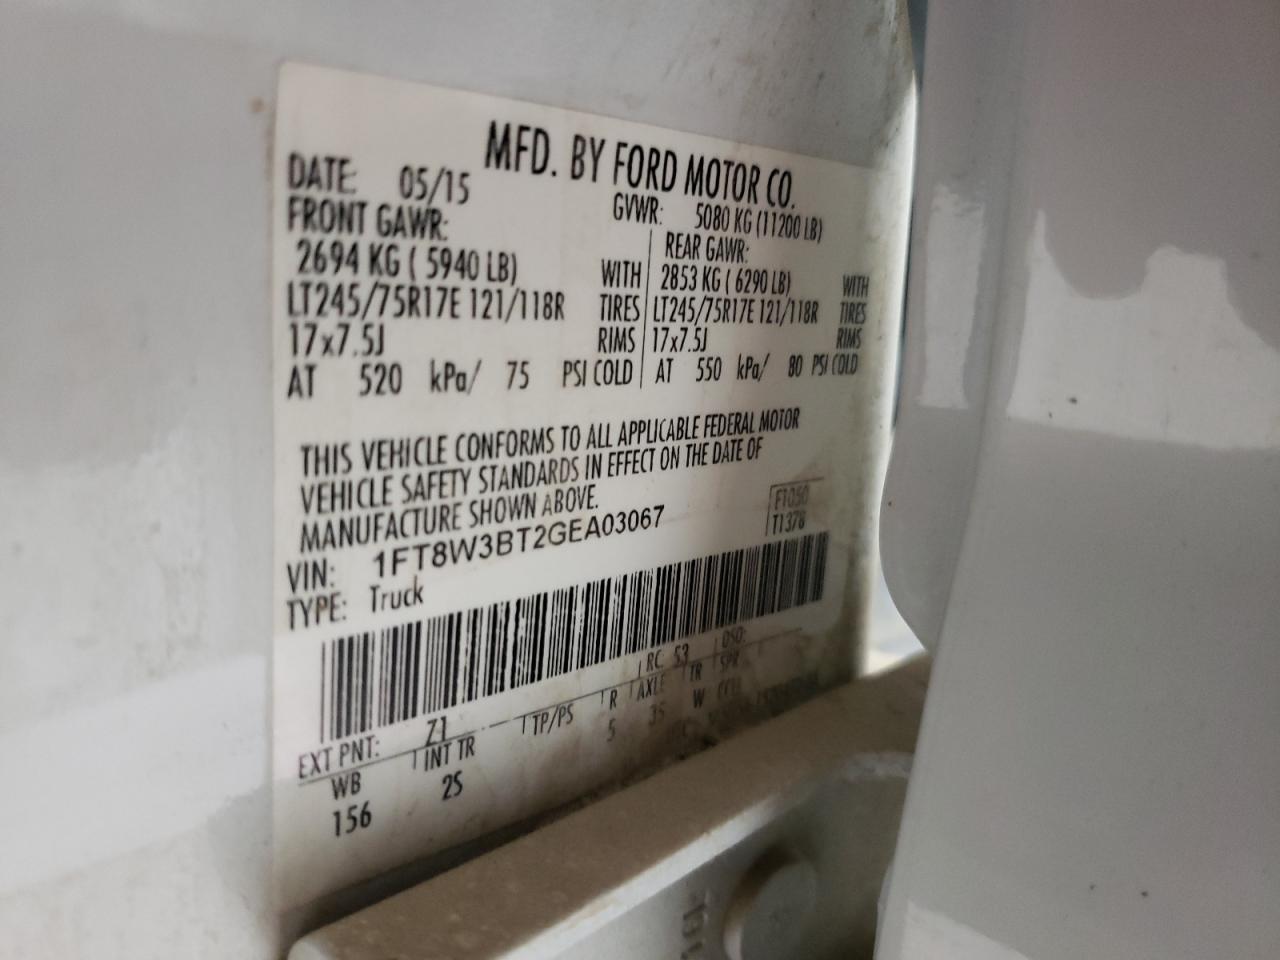 MFD. BY FORD MOTOR CO.
DATE: 05/15 GVWR: 5080 KG (11200 LB)
FRONT GAWR: REAR GAWR:
2694 KG ( 5940 LB) WITH 2853 KG ( 6290 LB) WITH
LT245/75R17E 121/118R TIRES LT245/75R17E 121/118R TIRES
17x7.5J RIMS 17x7.5J RIMS
AT 520 kPa/ 75 PSI COLD AT 550 kPa/ 80 PSI COLD
THIS VEHICLE CONFORMS TO ALL APPLICABLE FEDERAL MOTOR
VEHICLE SAFETY STANDARDS IN EFFECT ON THE DATE OF
MANUFACTURE SHOWN ABOVE.
F1050
VIN: 1FT8W3BT2GEA03067 T1378
TYPE: Truck
EXT PNT: Z1 RC: 53 DSO:
WB INT TR TP/PS R AXLE TR SPR
156 2S 5 35 W